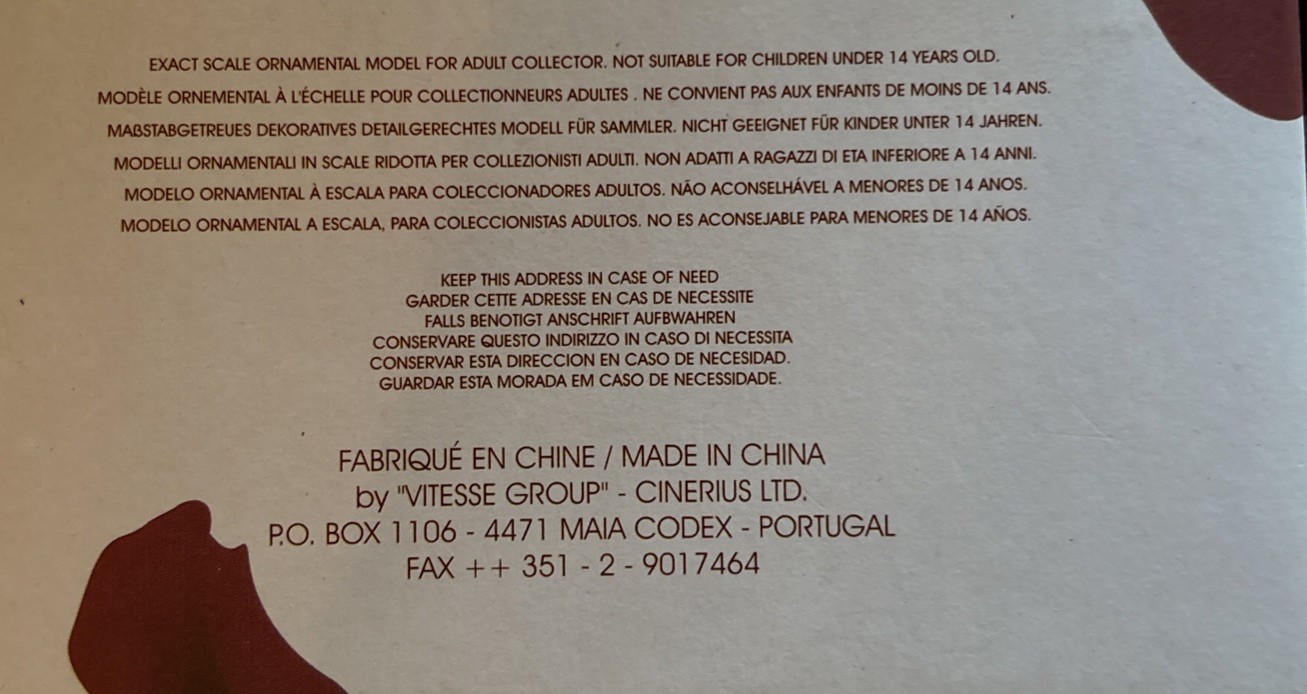 EXACT SCALE ORNAMENTAL MODEL FOR ADULT COLLECTOR. NOT SUITABLE FOR CHILDREN UNDER 14 YEARS OLD.
MODÈLE ORNEMENTAL À L'ÉCHELLE POUR COLLECTIONNEURS ADULTES . NE CONVIENT PAS AUX ENFANTS DE MOINS DE 14 ANS.
MAßSTABGETREUES DEKORATIVES DETAILGERECHTES MODELL FÜR SAMMLER. NICHT GEEIGNET FÜR KINDER UNTER 14 JAHREN.
MODELLI ORNAMENTALI IN SCALE RIDOTTA PER COLLEZIONISTI ADULTI. NON ADATTI A RAGAZZI DI ETA INFERIORE A 14 ANNI.
MODELO ORNAMENTAL À ESCALA PARA COLECCIONADORES ADULTOS. NÃO ACONSELHÁVEL A MENORES DE 14 ANOS.
MODELO ORNAMENTAL A ESCALA, PARA COLECCIONISTAS ADULTOS. NO ES ACONSEJABLE PARA MENORES DE 14 AÑOS.
KEEP THIS ADDRESS IN CASE OF NEED
GARDER CETTE ADRESSE EN CAS DE NECESSITE
FALLS BENOTIGT ANSCHRIFT AUFBWAHREN
CONSERVARE QUESTO INDIRIZZO IN CASO DI NECESSITA
CONSERVAR ESTA DIRECCION EN CASO DE NECESIDAD.
GUARDAR ESTA MORADA EM CASO DE NECESSIDADE.
FABRIQUÉ EN CHINE / MADE IN CHINA
by "VITESSE GROUP" - CINERIUS LTD.
P.O. BOX 1106 - 4471 MAIA CODEX - PORTUGAL
FAX ++ 351 - 2 - 9017464